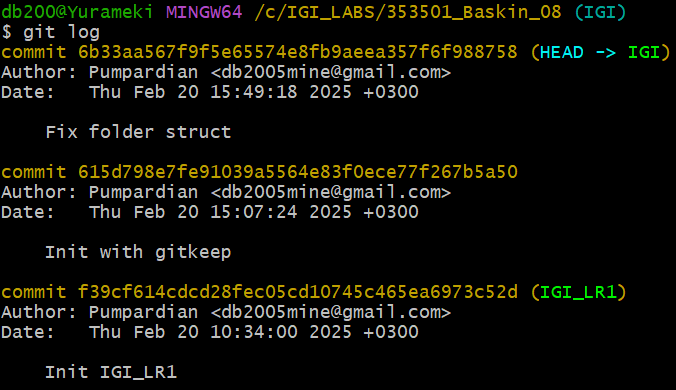 db200@Yurameki MINGW64 /c/IGI_LABS/353501_Baskin_08 (IGI)
$ git log
commit 6b33aa567f9f5e65574e8fb9aeea357f6f988758 (HEAD -> IGI)
Author: Pumpardian <db2005mine@gmail.com>
Date:   Thu Feb 20 15:49:18 2025 +0300
    Fix folder struct
commit 615d798e7fe91039a5564e83f0ece77f267b5a50
Author: Pumpardian <db2005mine@gmail.com>
Date:   Thu Feb 20 15:07:24 2025 +0300
    Init with gitkeep
commit f39cf614cdcd28fec05cd10745c465ea6973c52d (IGI_LR1)
Author: Pumpardian <db2005mine@gmail.com>
Date:   Thu Feb 20 10:34:00 2025 +0300
    Init IGI_LR1